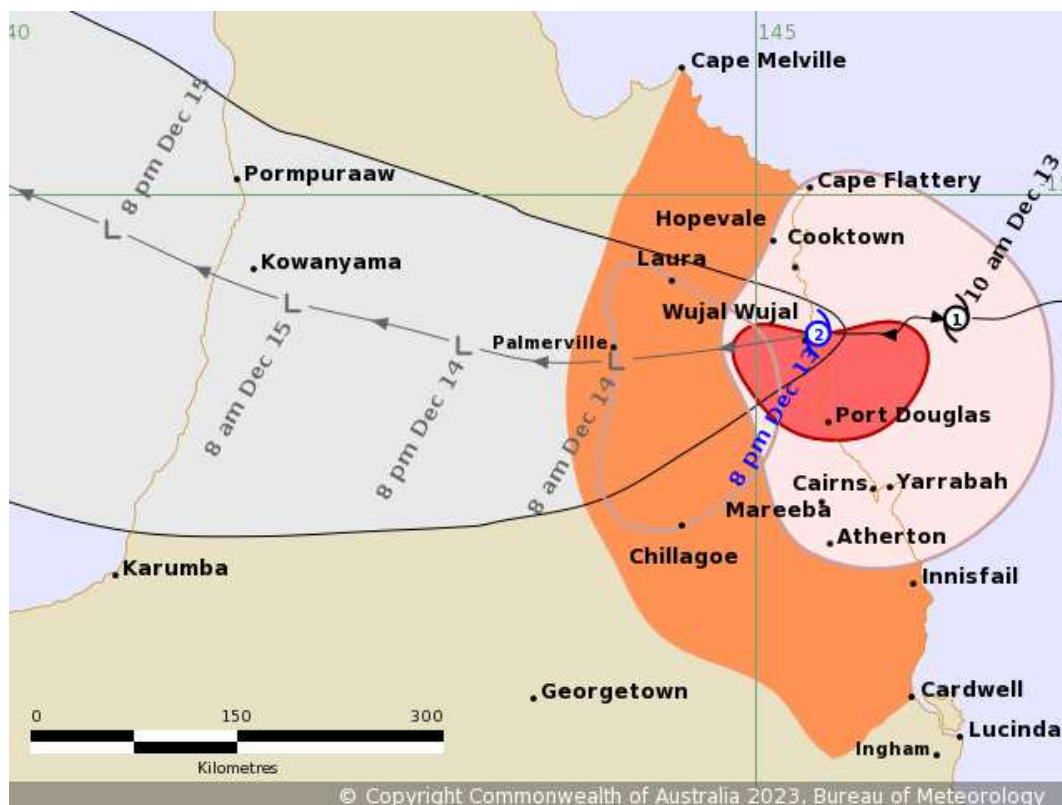 40
145
Cape Melville
8 pm Dec 15
Pormpuraaw
Cape Flattery
10 am Dec 13
Hopevale
Cooktown
Kowanyama
Laura
Wujal Wujal
1
2
Palmerville
8 am Dec 15
8 pm Dec 14
8 am Dec 14
8 pm Dec 13
L
L
L
L
Port Douglas
Cairns
Yarrabah
Mareeba
Atherton
Chillagoe
Karumba
Innisfail
Georgetown
Cardwell
Lucinda
Ingham
0
150
300
Kilometres
© Copyright Commonwealth of Australia 2023, Bureau of Meteorology